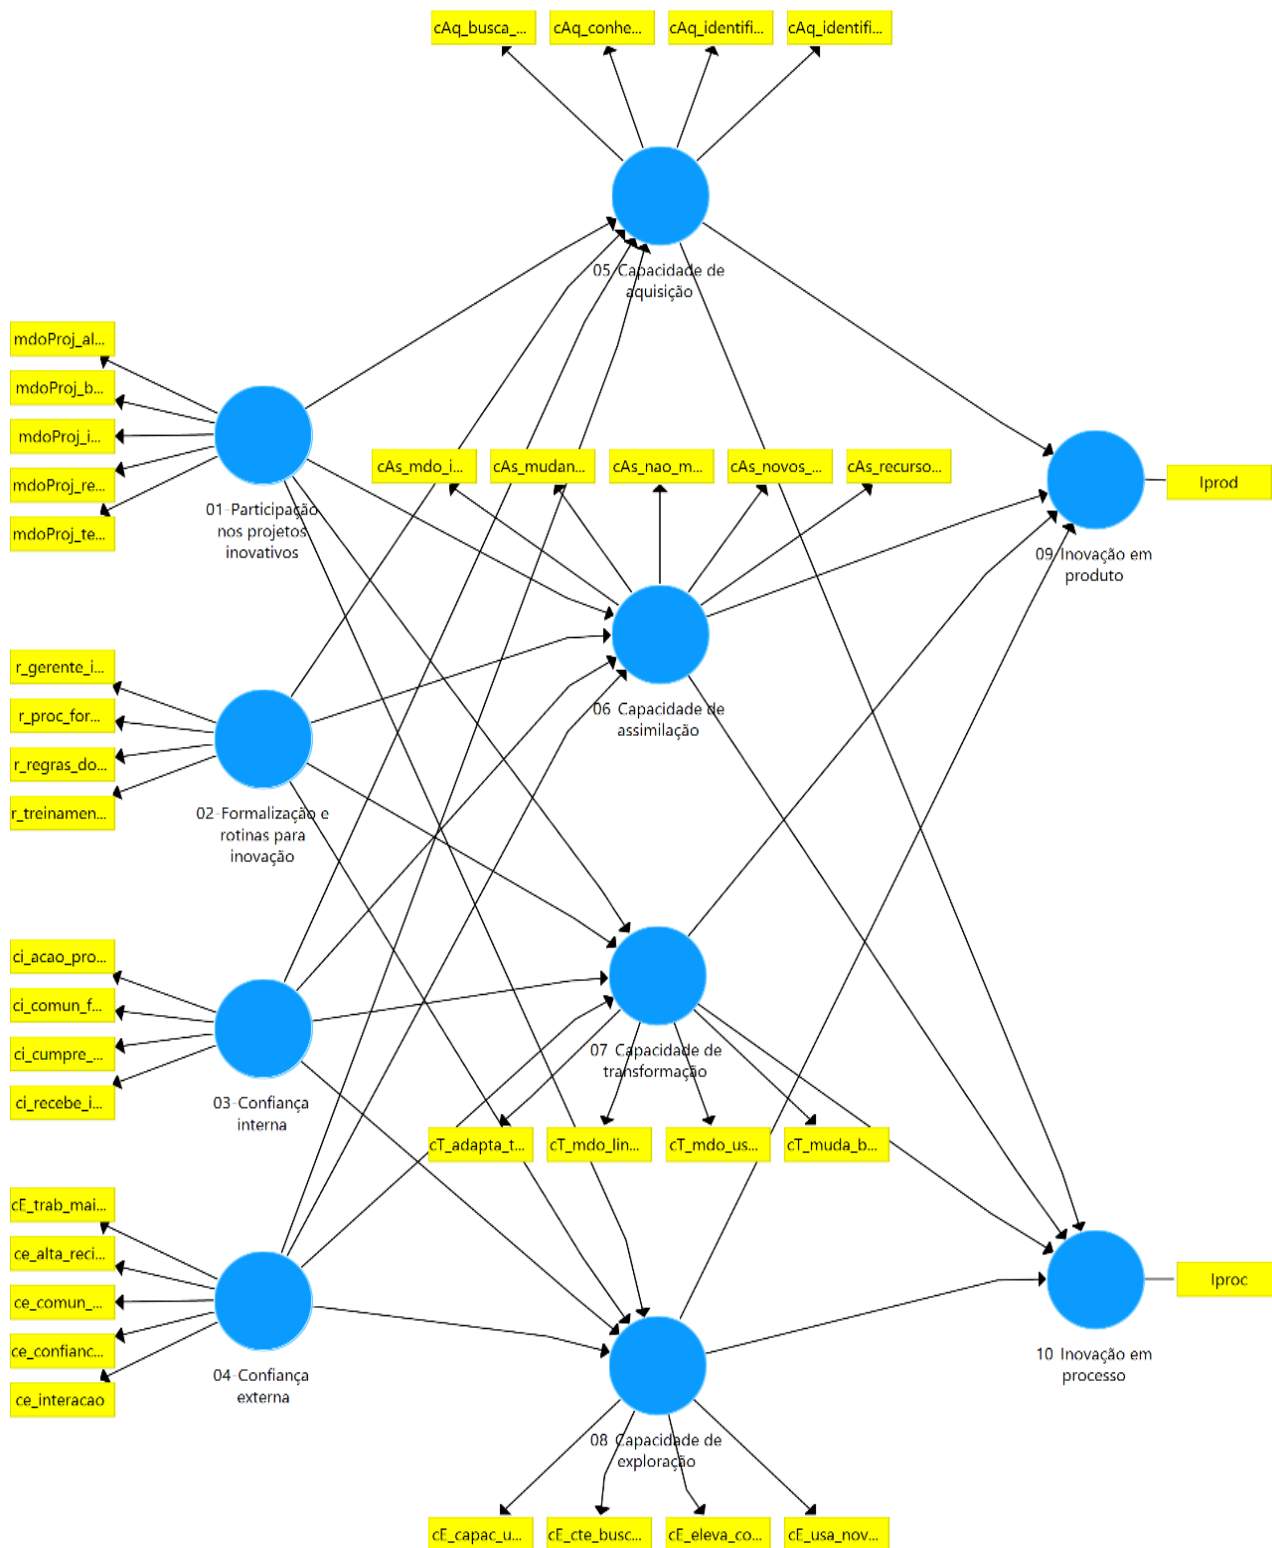 cAq_busca_...
cAq_conhe...
cAq_identifi...
cAq_identifi...
05 Capacidade de
aquisição
mdoProj_al...
mdoProj_b...
mdoProj_i...
mdoProj_re...
mdoProj_te...
01-Participação
nos projetos
inovativos
cAs_mdo_i...
cAs_mudan...
cAs_nao_m...
cAs_novos_...
cAs_recurso...
Iprod
09 Inovação em
produto
r_gerente_i...
r_proc_for...
r_regras_do...
r_treinamen...
02-Formalização e
rotinas para
inovação
06 Capacidade de
assimilação
ci_acao_pro...
ci_comun_f...
ci_cumpre_...
ci_recebe_i...
03-Confiança
interna
07 Capacidade de
transformação
cT_adapta_t...
cT_mdo_lin...
cT_mdo_us...
cT_muda_b...
cE_trab_mai...
ce_alta_reci...
ce_comun_...
ce_confianc...
ce_interacao
04-Confiança
externa
Iproc
10 Inovação em
processo
08 Capacidade de
exploração
cE_capac_u...
cE_cte_busc...
cE_eleva_co...
cE_usa_nov...